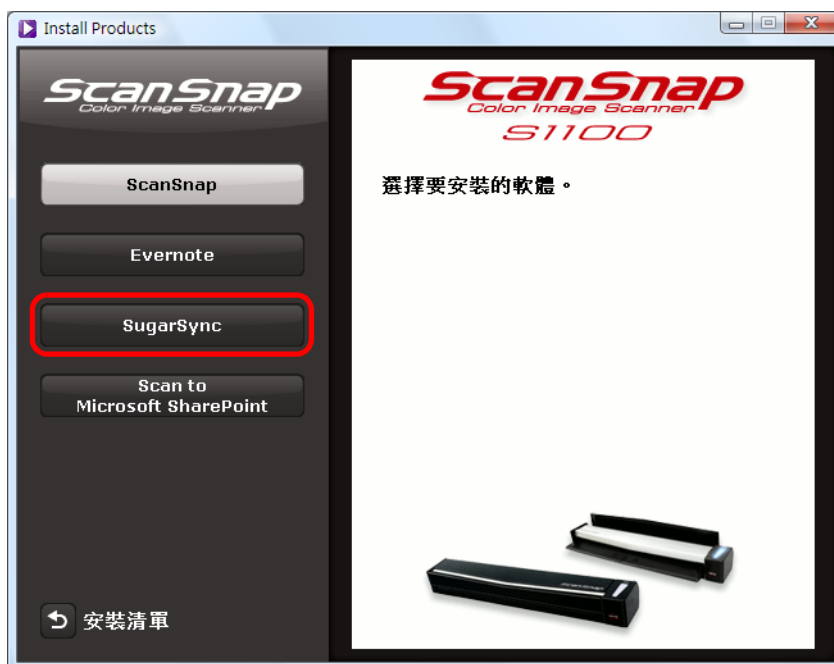 Install Products
ScanSnap
Color Image Scanner
ScanSnap
Evernote
SugarSync
Scan to
Microsoft SharePoint
安裝清單
ScanSnap
Color Image Scanner
S1100
選擇要安裝的軟體。